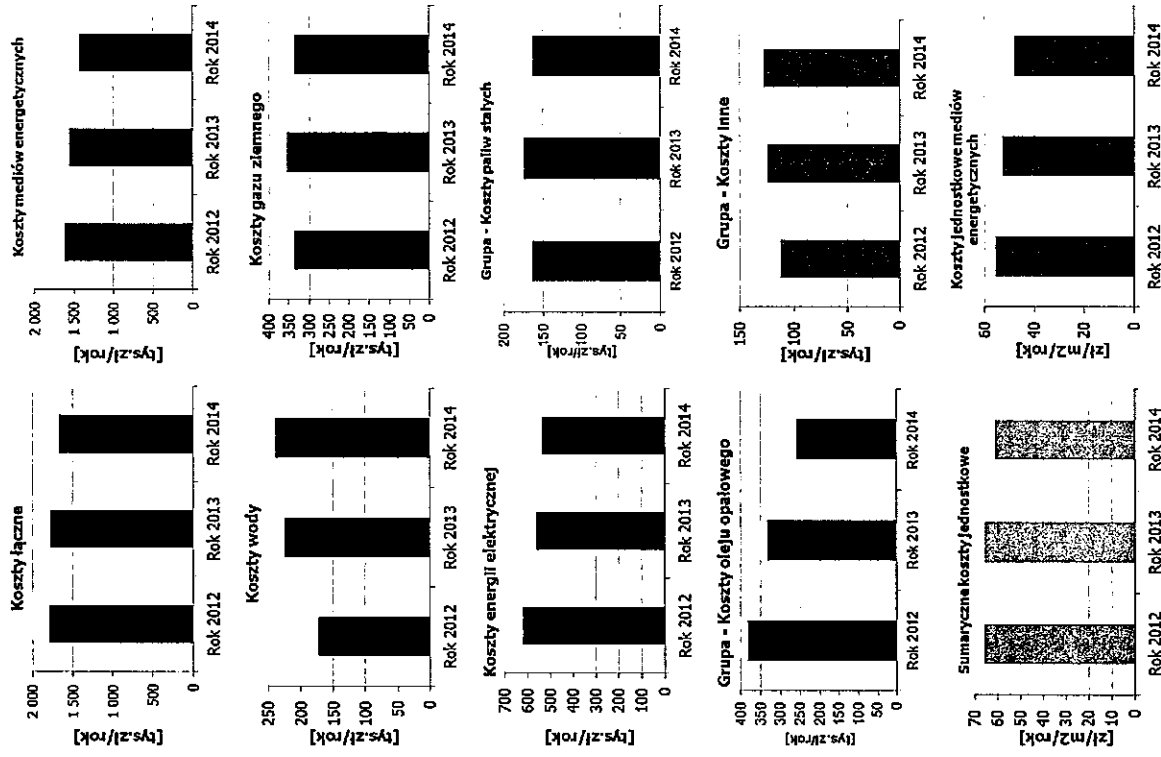 Koszty łączne
[tys.zł/rok]
2 000
1 500
1 000
500
0
Rok 2012
Rok 2013
Rok 2014
Koszty mediów energetycznych
[tys.zł/rok]
2 000
1 500
1 000
500
0
Rok 2012
Rok 2013
Rok 2014
Koszty wody
[tys.zł/rok]
250
200
150
100
50
0
Rok 2012
Rok 2013
Rok 2014
Koszty gazu ziemnego
[tys.zł/rok]
400
350
300
250
200
150
100
50
0
Rok 2012
Rok 2013
Rok 2014
Koszty energii elektrycznej
[tys.zł/rok]
700
600
500
400
300
200
100
0
Rok 2012
Rok 2013
Rok 2014
Grupa - Koszty paliw stałych
[tys.zł/rok]
200
150
100
50
0
Rok 2012
Rok 2013
Rok 2014
Grupa - Koszty oleju opałowego
[tys.zł/rok]
400
350
300
250
200
150
100
50
0
Rok 2012
Rok 2013
Rok 2014
Grupa - Koszty Inne
[tys.zł/rok]
150
100
50
0
Rok 2012
Rok 2013
Rok 2014
Sumaryczne koszty jednostkowe
[zł/m2/rok]
70
60
50
40
30
20
10
0
Rok 2012
Rok 2013
Rok 2014
Koszty jednostkowe mediów
energetycznych
[zł/m2/rok]
60
40
20
0
Rok 2012
Rok 2013
Rok 2014